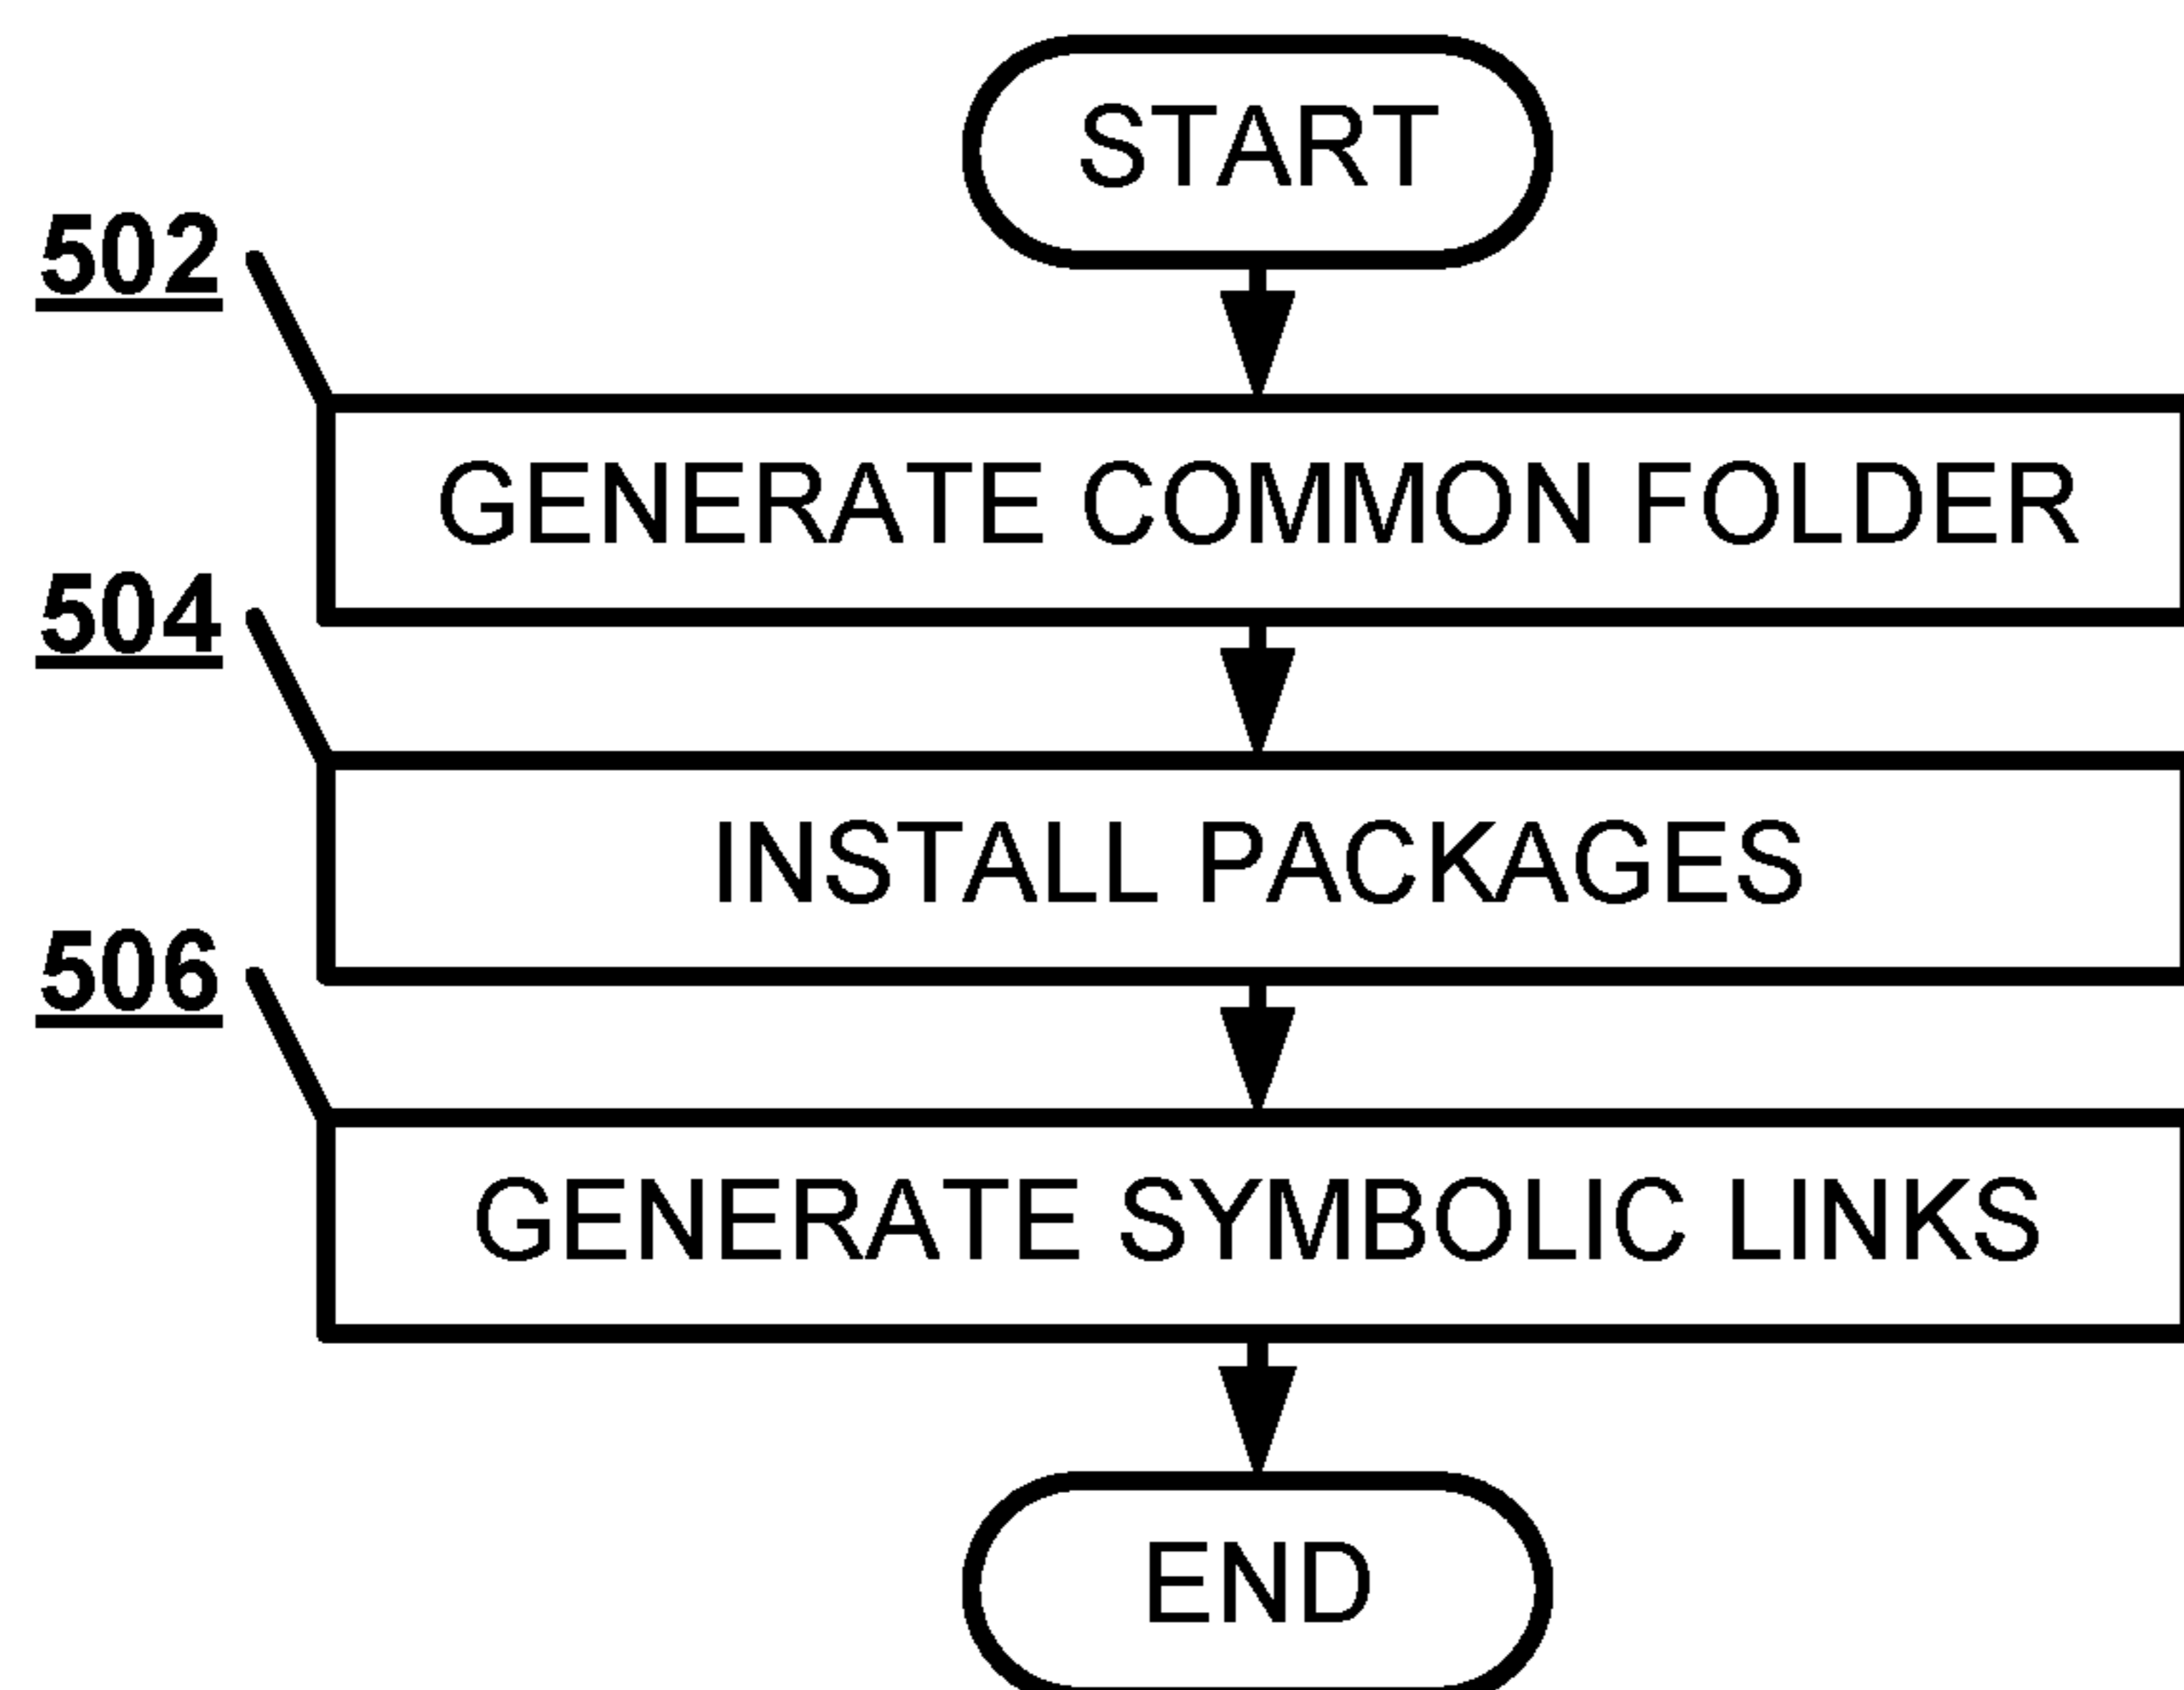 START
502
GENERATE COMMON FOLDER
504
INSTALL PACKAGES
506
GENERATE SYMBOLIC LINKS
END